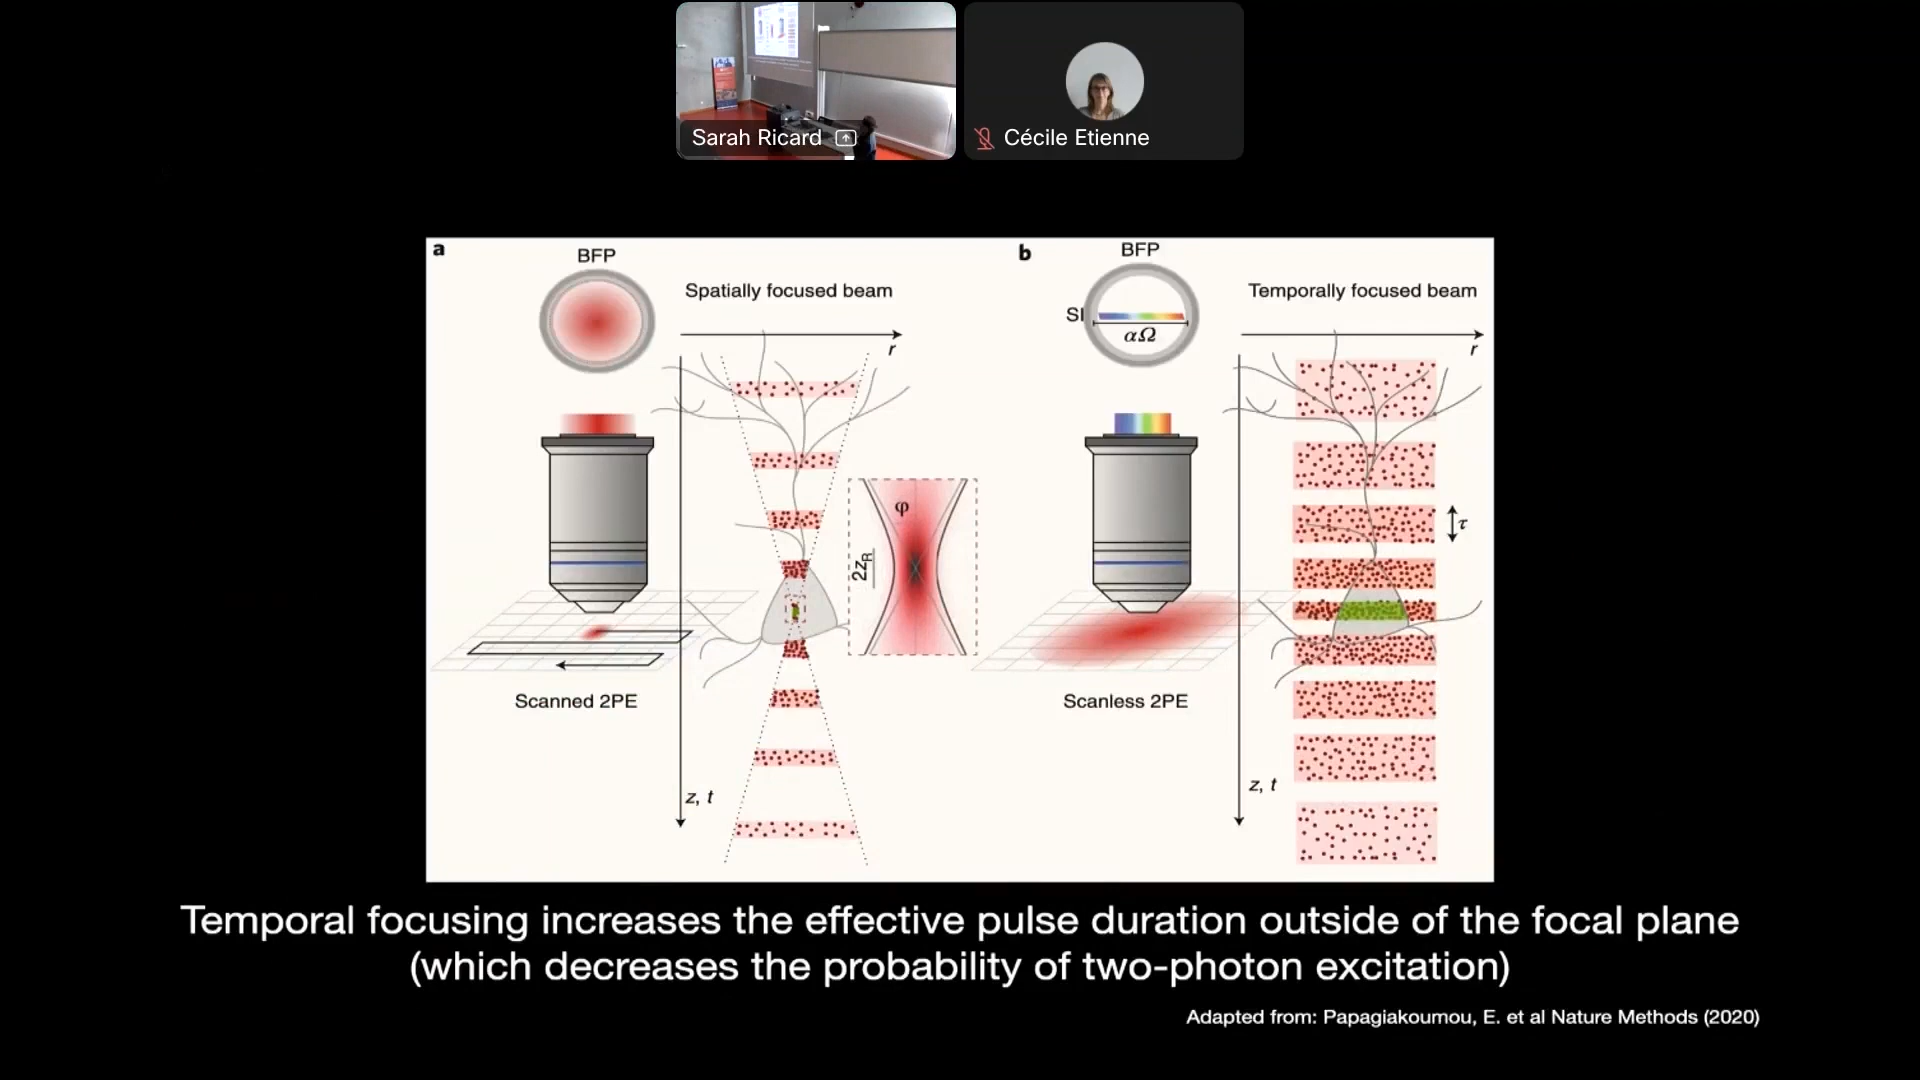 Sarah Ricard
Cécile Etienne
a
BFP
Spatially focused beam
r
φ
2zR
Scanned 2PE
z, t
b
BFP
SI
αΩ
Temporally focused beam
r
τ
Scanless 2PE
z, t
Temporal focusing increases the effective pulse duration outside of the focal plane
(which decreases the probability of two-photon excitation)
Adapted from: Papagiakoumou, E. et al Nature Methods (2020)